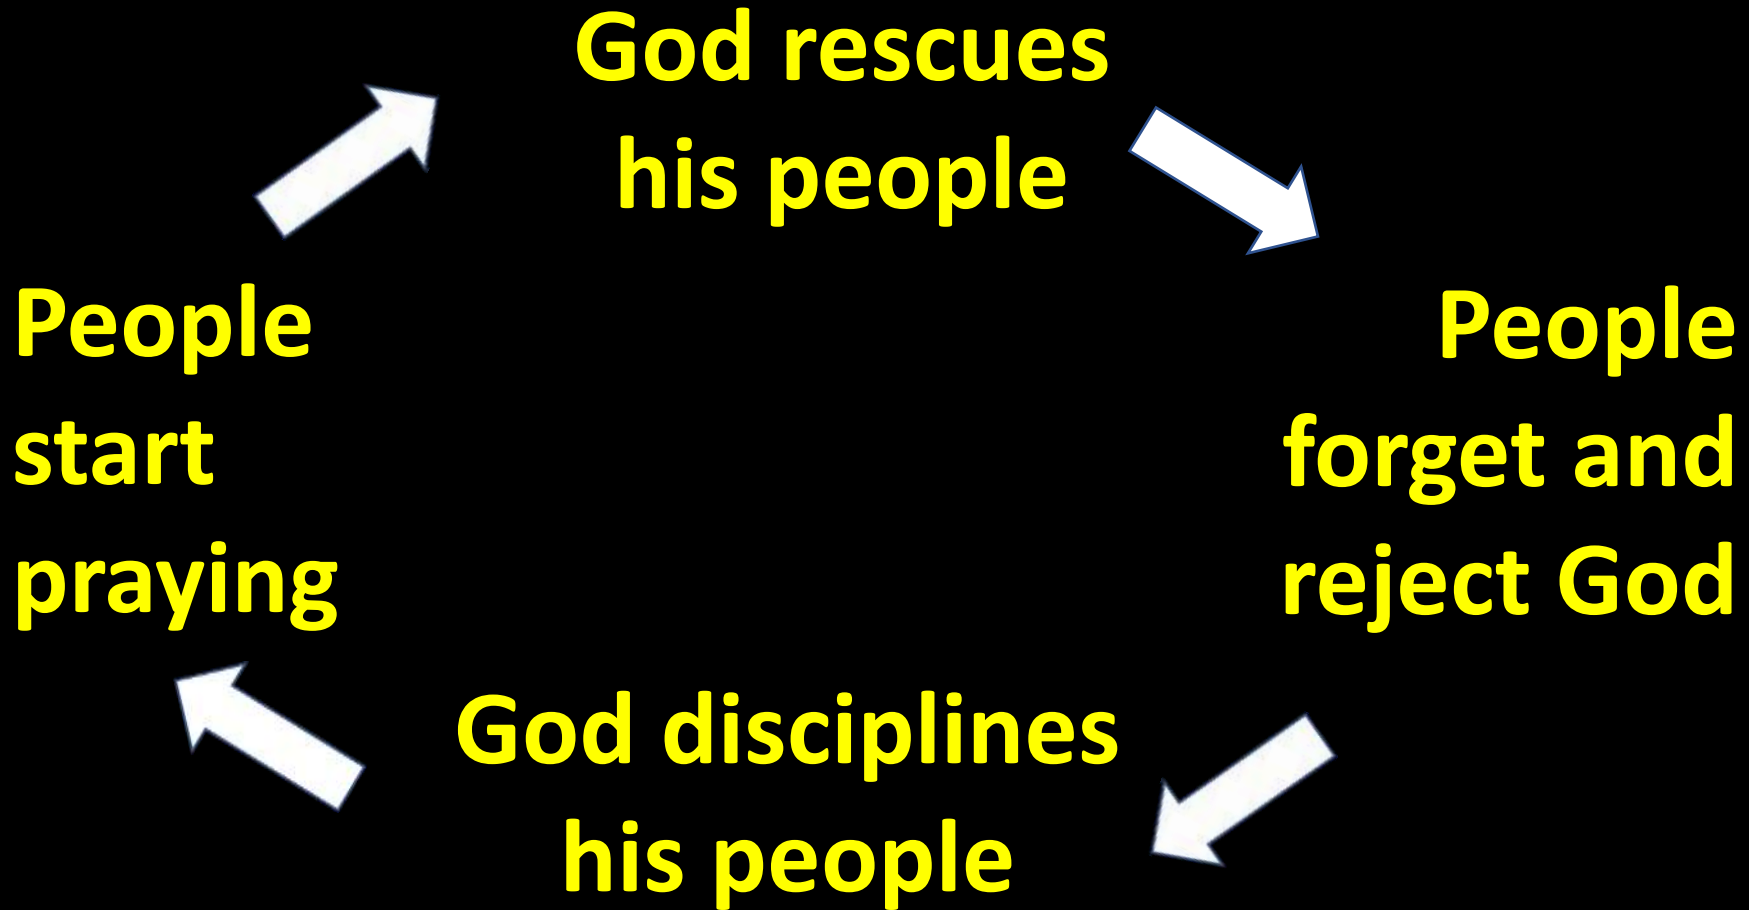 God rescues
his people
People
forget and
reject God
God disciplines
his people
People
start
praying